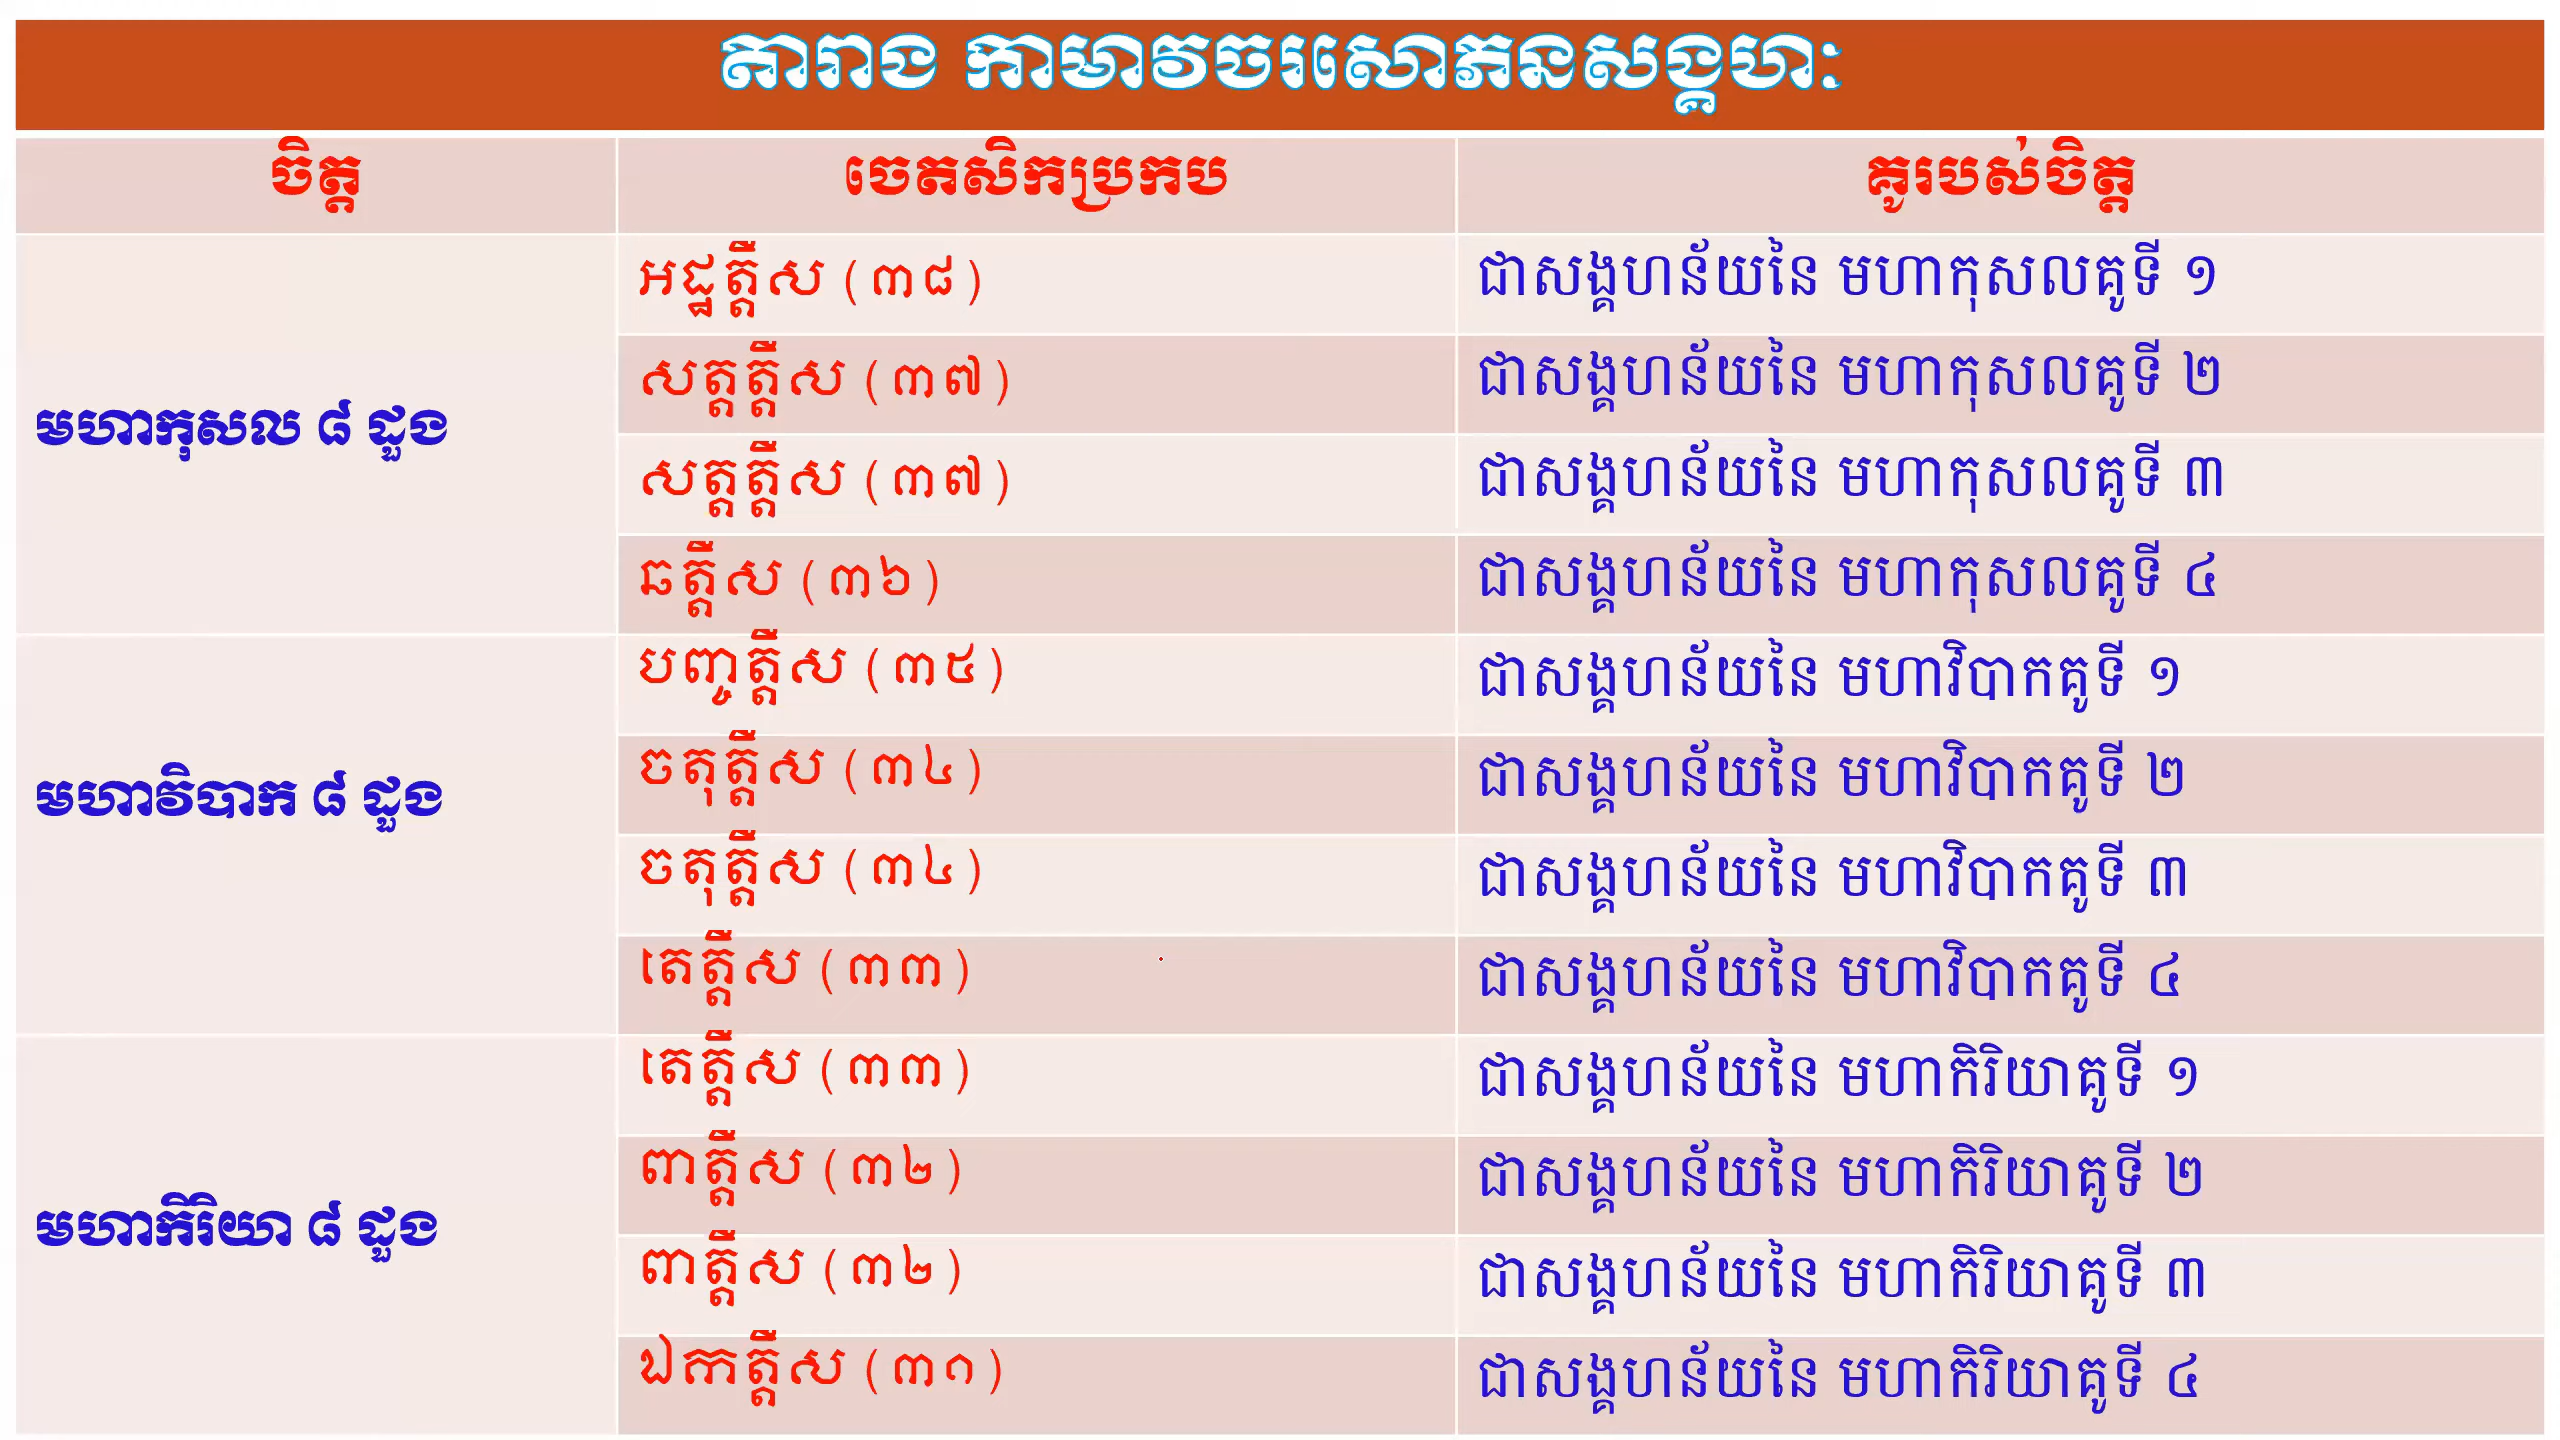 តារាង កាមាវចរសោភនសង្គហៈ
ចិត្ត
ចេតសិកប្រកប
គូរបស់ចិត្ត
មហាកុសល ៨ ដួង
អដ្ឋត្តឹស (៣៨)
ជាសង្គហន័យនៃ មហាកុសលគូទី ១
សត្តត្តឹស (៣៧)
ជាសង្គហន័យនៃ មហាកុសលគូទី ២
សត្តត្តឹស (៣៧)
ជាសង្គហន័យនៃ មហាកុសលគូទី ៣
ឆត្តឹស (៣៦)
ជាសង្គហន័យនៃ មហាកុសលគូទី ៤
មហាវិបាក ៨ ដួង
បញ្ចត្តឹស (៣៥)
ជាសង្គហន័យនៃ មហាវិបាកគូទី ១
ចតុត្តឹស (៣៤)
ជាសង្គហន័យនៃ មហាវិបាកគូទី ២
ចតុត្តឹស (៣៤)
ជាសង្គហន័យនៃ មហាវិបាកគូទី ៣
តេត្តឹស (៣៣)
ជាសង្គហន័យនៃ មហាវិបាកគូទី ៤
មហាកិរិយា ៨ ដួង
តេត្តឹស (៣៣)
ជាសង្គហន័យនៃ មហាកិរិយាគូទី ១
ពាត្តឹស (៣២)
ជាសង្គហន័យនៃ មហាកិរិយាគូទី ២
ពាត្តឹស (៣២)
ជាសង្គហន័យនៃ មហាកិរិយាគូទី ៣
ឯកត្តឹស (៣១)
ជាសង្គហន័យនៃ មហាកិរិយាគូទី ៤